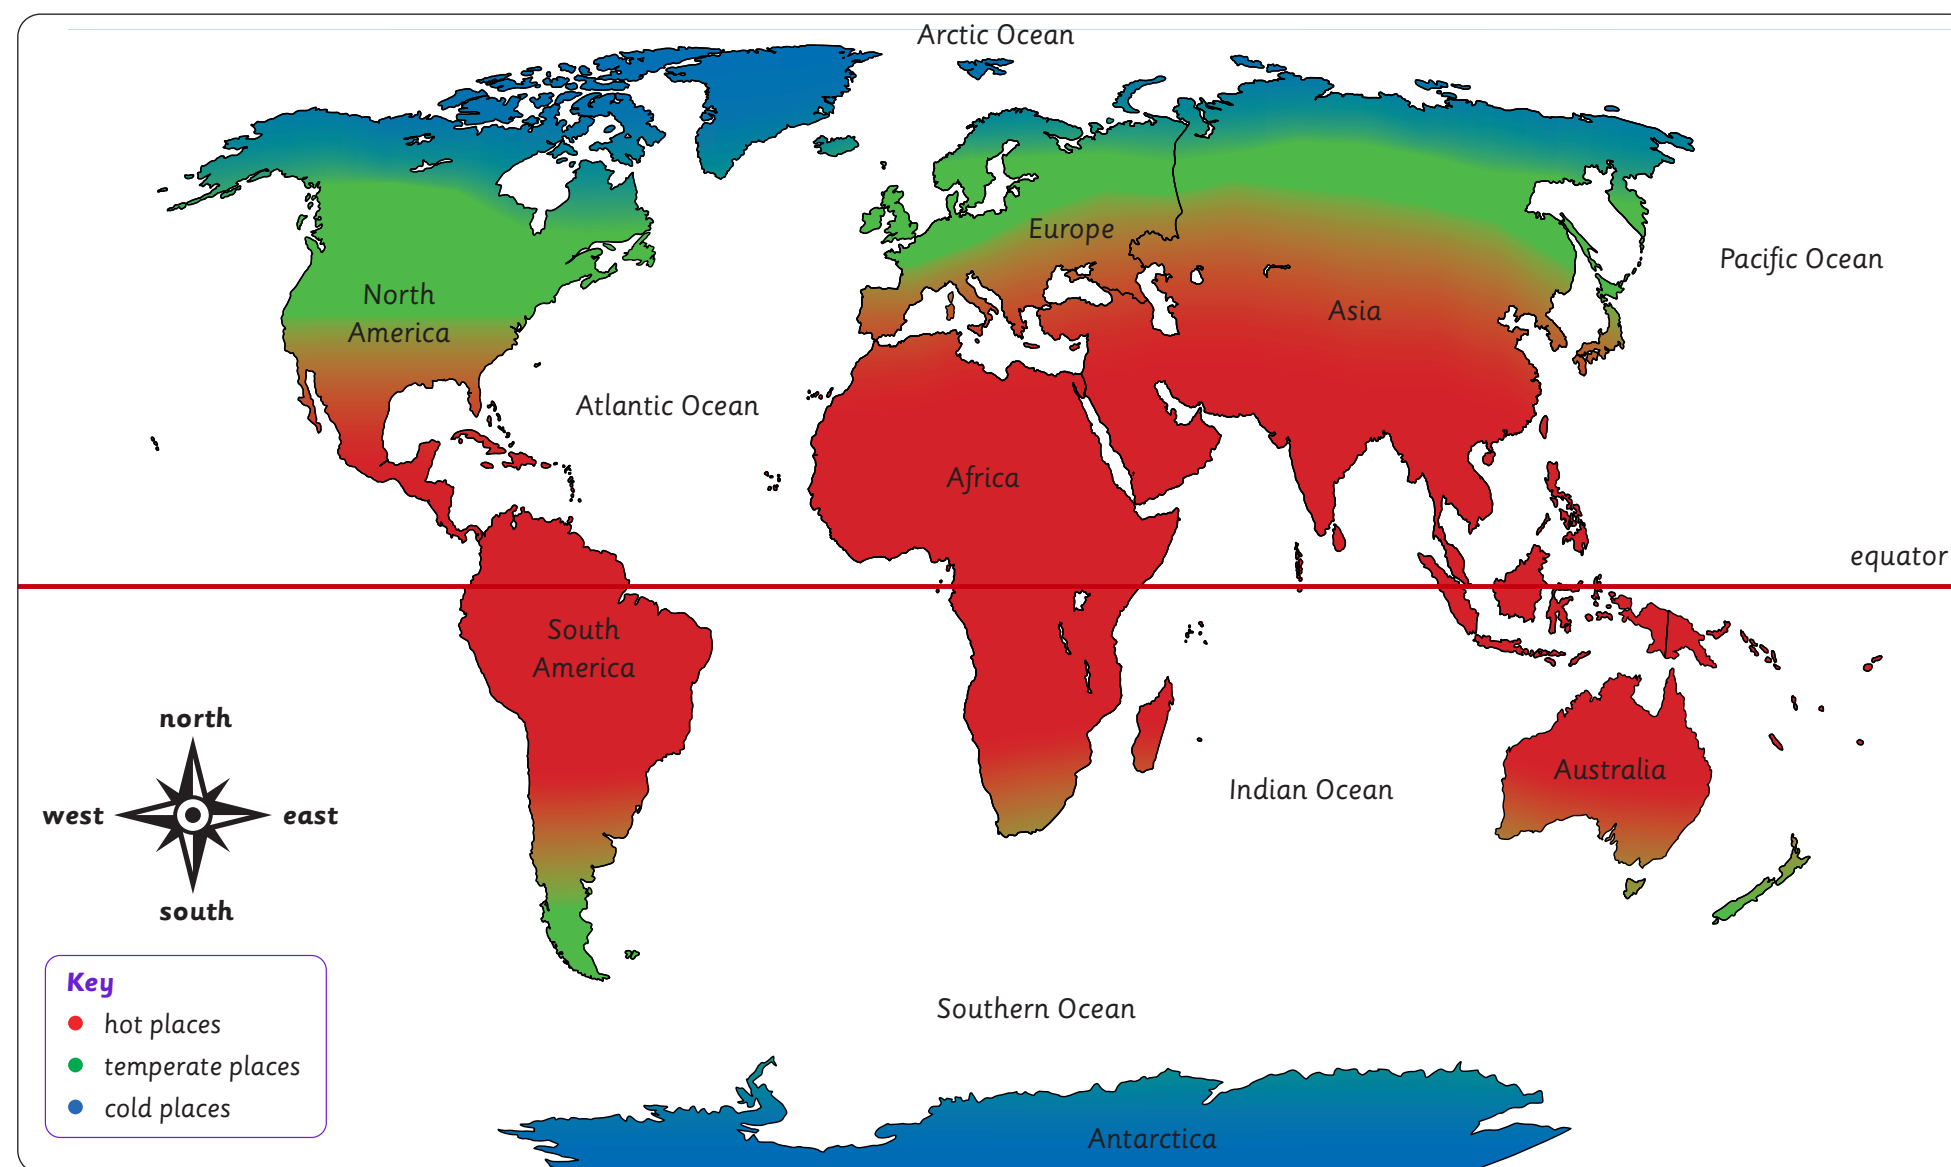 Arctic Ocean
Europe
Pacific Ocean
North
America
Asia
Atlantic Ocean
Africa
equator
South
America
north
west
east
south
Australia
Indian Ocean
Key
hot places
temperate places
cold places
Southern Ocean
Antarctica